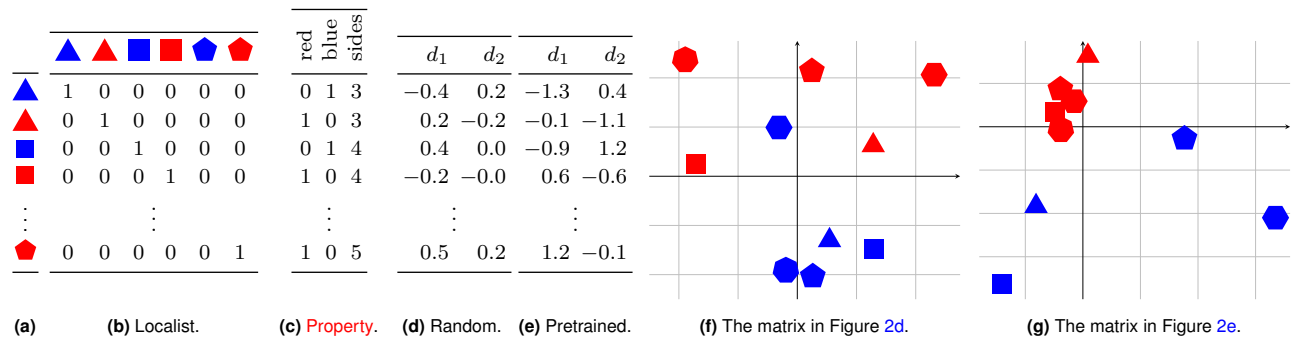 red blue sides
d₁ d₂ d₁ d₂
1 0 0 0 0 0 0 1 3 −0.4 0.2 −1.3 0.4
0 1 0 0 0 0 1 0 3 0.2 −0.2 −0.1 −1.1
0 0 1 0 0 0 0 1 4 0.4 0.0 −0.9 1.2
0 0 0 1 0 0 1 0 4 −0.2 −0.0 0.6 −0.6
⋮ ⋮ ⋮ ⋮ ⋮
0 0 0 0 0 1 1 0 5 0.5 0.2 1.2 −0.1
(a) (b) Localist. (c) Property. (d) Random. (e) Pretrained. (f) The matrix in Figure 2d. (g) The matrix in Figure 2e.